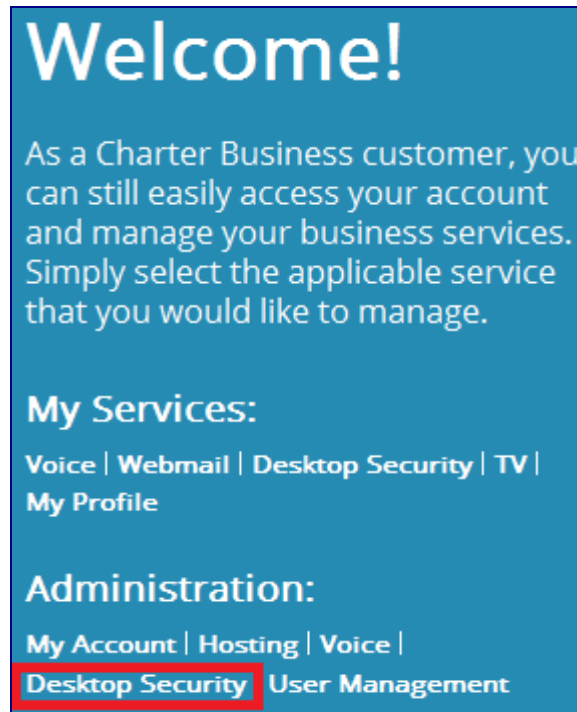 Welcome!
As a Charter Business customer, you
can still easily access your account
and manage your business services.
Simply select the applicable service
that you would like to manage.
My Services:
Voice | Webmail | Desktop Security | TV |
My Profile
Administration:
My Account | Hosting | Voice |
Desktop Security User Management